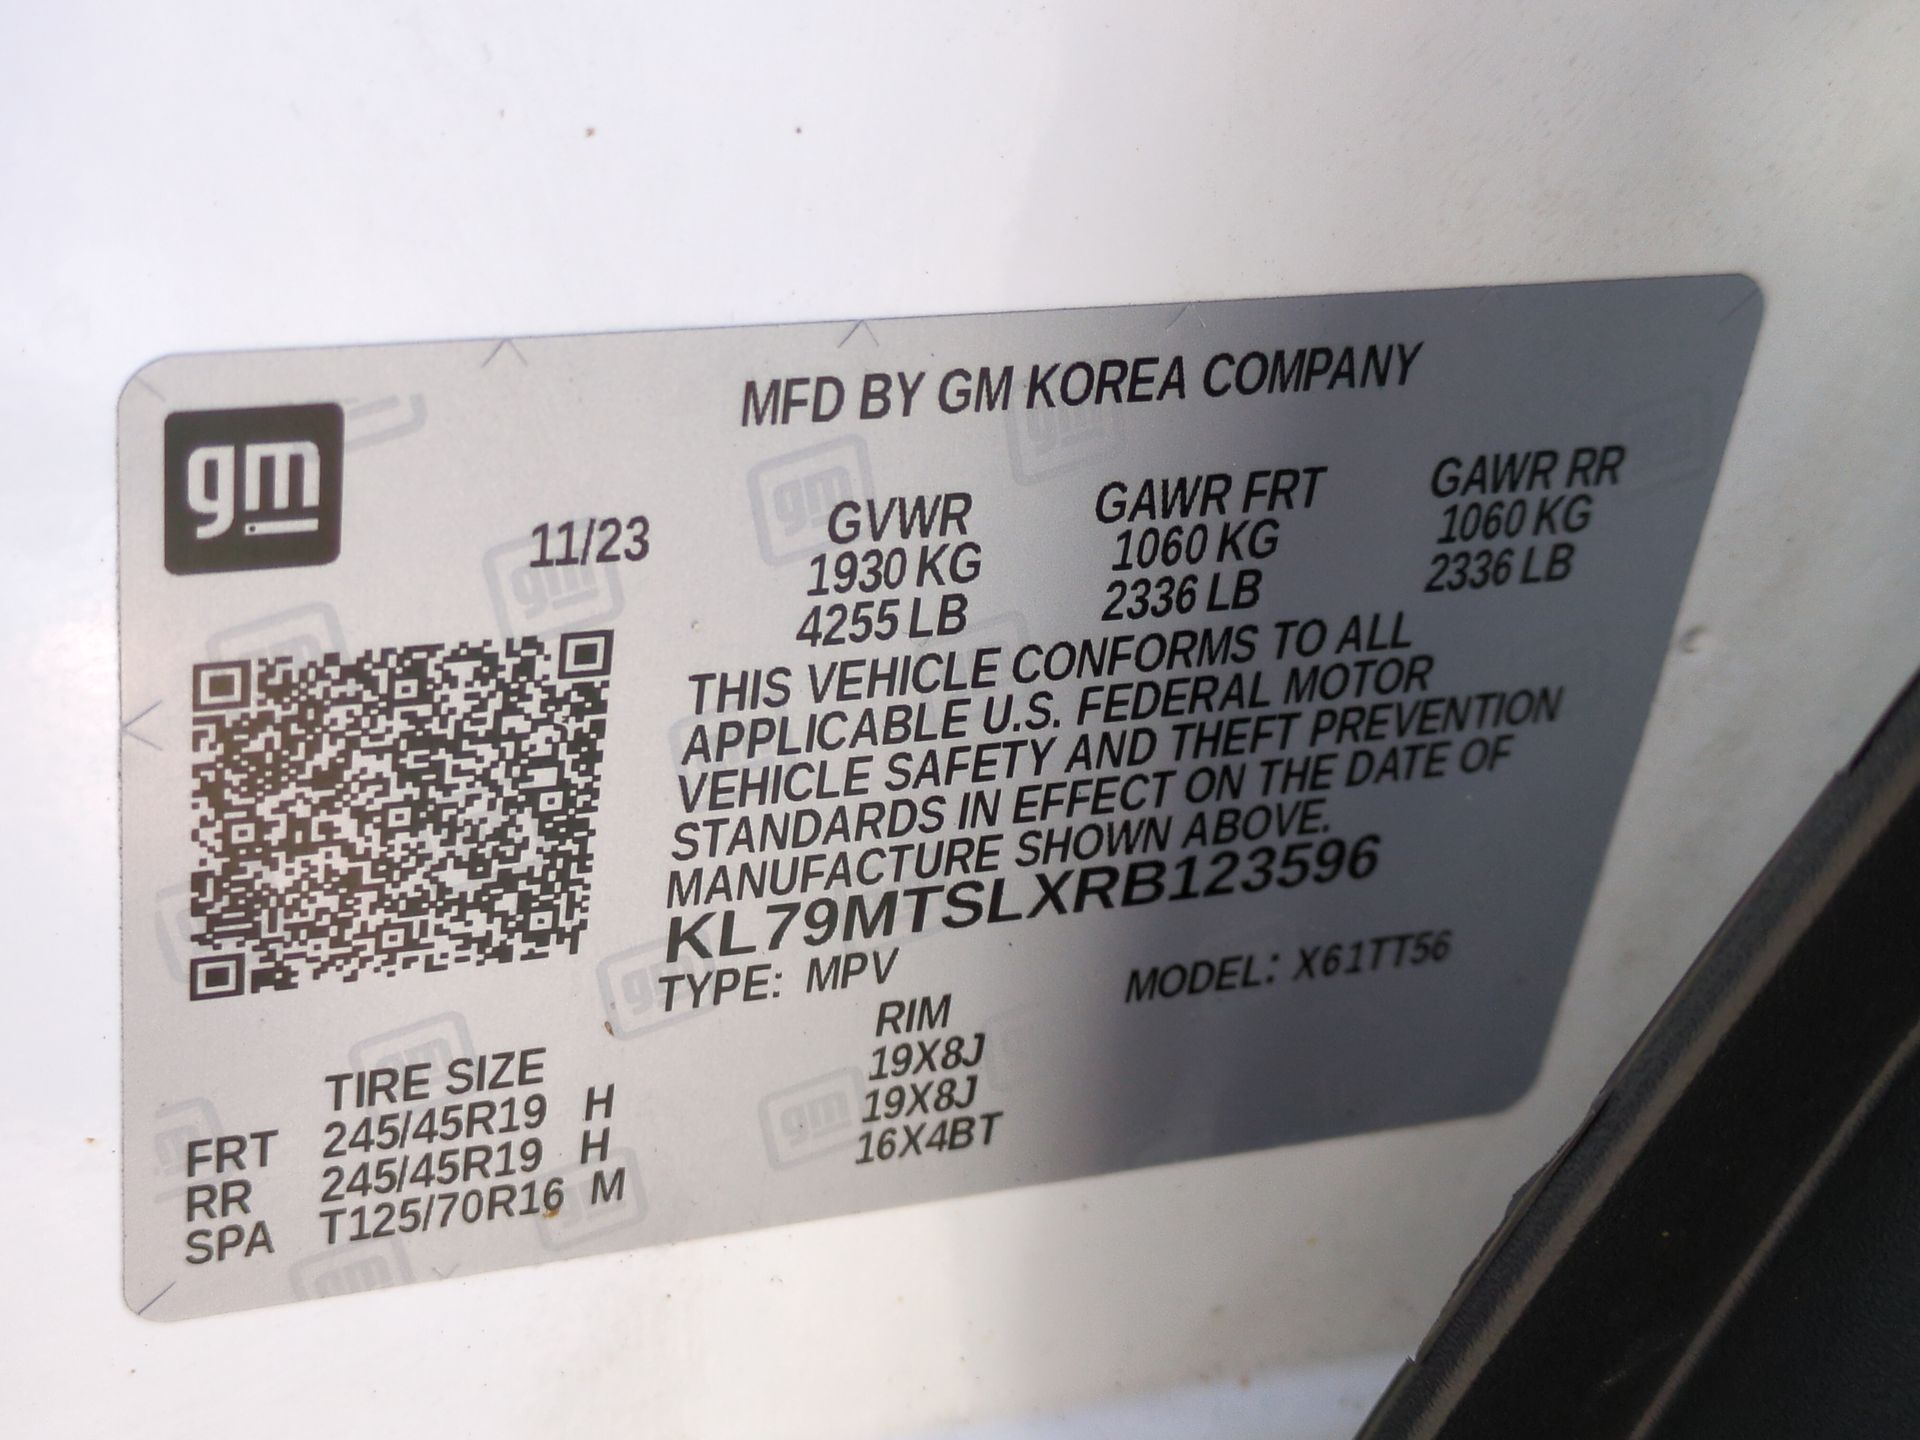 MFD BY GM KOREA COMPANY
gm
11/23 GVWR GAWR FRT GAWR RR
1930 KG 1060 KG 1060 KG
4255 LB 2336 LB 2336 LB
THIS VEHICLE CONFORMS TO ALL
APPLICABLE U.S. FEDERAL MOTOR
VEHICLE SAFETY AND THEFT PREVENTION
STANDARDS IN EFFECT ON THE DATE OF
MANUFACTURE SHOWN ABOVE.
KL79MTSLXRB123596
TYPE: MPV MODEL: X61TT56
TIRE SIZE RIM
FRT 245/45R19 H 19X8J
RR 245/45R19 H 19X8J
SPA T125/70R16 M 16X4BT